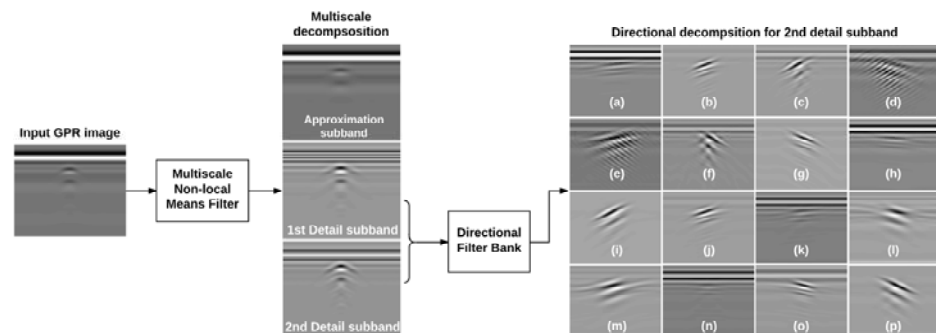 Multiscale
decompsosition
Directional decompsition for 2nd detail subband
Input GPR image
Multiscale
Non-local
Means Filter
Approximation
subband
1st Detail subband
2nd Detail subband
Directional
Filter Bank
(a) (b) (c) (d)
(e) (f) (g) (h)
(i) (j) (k) (l)
(m) (n) (o) (p)